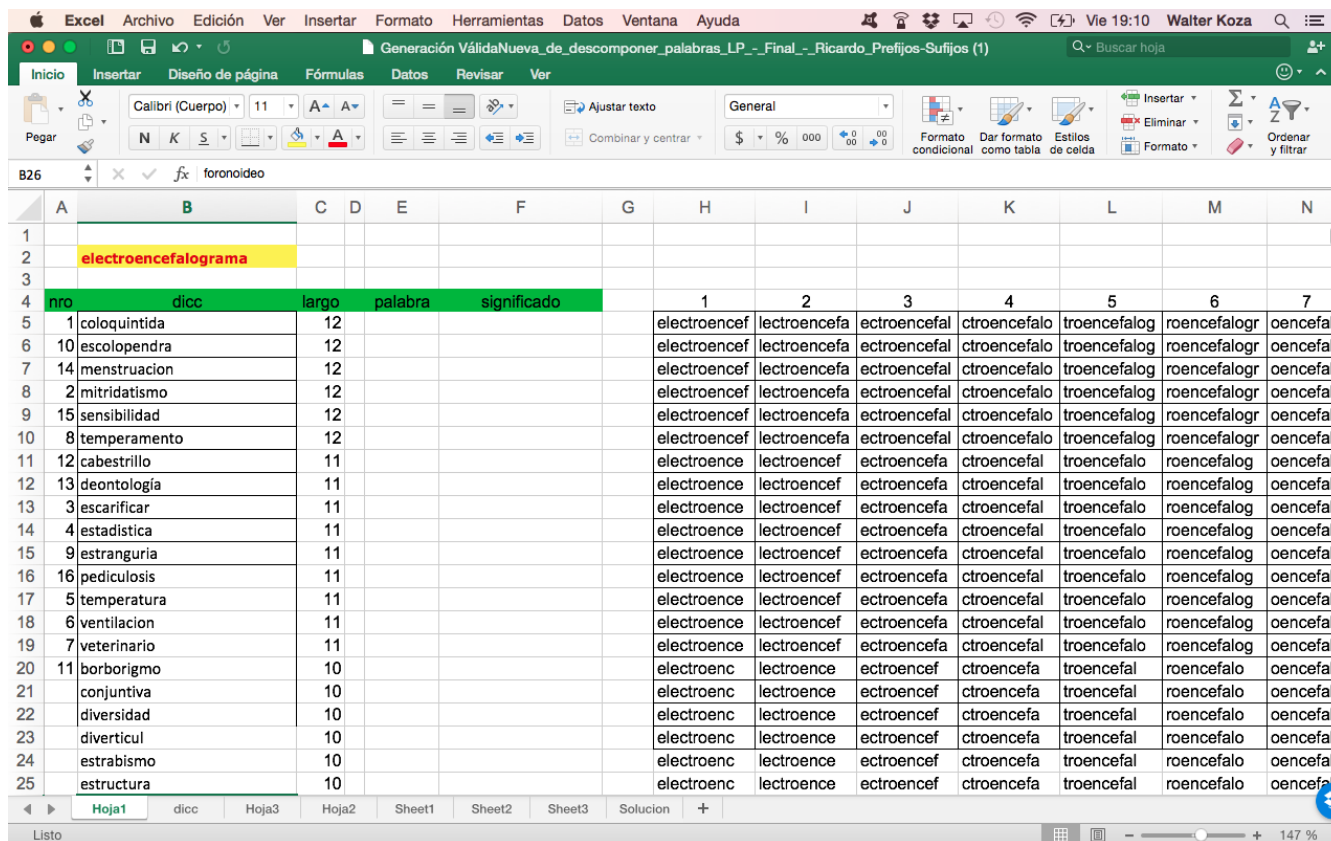 Excel Archivo Edición Ver Insertar Formato Herramientas Datos Ventana Ayuda Vie 19:10 Walter Koza
Generación VálidaNueva_de_descomponer_palabras_LP_-_Final_-_Ricardo_Prefijos-Sufijos (1) Buscar hoja
Inicio Insertar Diseño de página Fórmulas Datos Revisar Ver
Pegar Calibri (Cuerpo) 11 A A Ajustar texto General Insertar
N K S A Combinar y centrar $ % 000 Formato condicional Dar formato como tabla Estilos de celda Eliminar Formato Ordenar y filtrar
B26 fx foronoideo
A B C D E F G H I J K L M N
1
2 electroencefalograma
3
4 nro dicc largo palabra significado 1 2 3 4 5 6 7
5 1 coloquintida 12 electroencef lectroencefa ectroencefal ctroencefalo troencefalog roencefalogr oencefa
6 10 escolopendra 12 electroencef lectroencefa ectroencefal ctroencefalo troencefalog roencefalogr oencefa
7 14 menstruacion 12 electroencef lectroencefa ectroencefal ctroencefalo troencefalog roencefalogr oencefa
8 2 mitridatismo 12 electroencef lectroencefa ectroencefal ctroencefalo troencefalog roencefalogr oencefa
9 15 sensibilidad 12 electroencef lectroencefa ectroencefal ctroencefalo troencefalog roencefalogr oencefa
10 8 temperamento 12 electroencef lectroencefa ectroencefal ctroencefalo troencefalog roencefalogr oencefa
11 12 cabestrillo 11 electroence lectroencef ectroencefa ctroencefal troencefalo roencefalog oencefa
12 13 deontología 11 electroence lectroencef ectroencefa ctroencefal troencefalo roencefalog oencefa
13 3 escarificar 11 electroence lectroencef ectroencefa ctroencefal troencefalo roencefalog oencefa
14 4 estadistica 11 electroence lectroencef ectroencefa ctroencefal troencefalo roencefalog oencefa
15 9 estranguria 11 electroence lectroencef ectroencefa ctroencefal troencefalo roencefalog oencefa
16 16 pediculosis 11 electroence lectroencef ectroencefa ctroencefal troencefalo roencefalog oencefa
17 5 temperatura 11 electroence lectroencef ectroencefa ctroencefal troencefalo roencefalog oencefa
18 6 ventilacion 11 electroence lectroencef ectroencefa ctroencefal troencefalo roencefalog oencefa
19 7 veterinario 11 electroence lectroencef ectroencefa ctroencefal troencefalo roencefalog oencefa
20 11 borborigmo 10 electroenc lectroence ectroencef ctroencefa troencefal roencefalo oencefa
21 conjuntiva 10 electroenc lectroence ectroencef ctroencefa troencefal roencefalo oencefa
22 diversidad 10 electroenc lectroence ectroencef ctroencefa troencefal roencefalo oencefa
23 diverticul 10 electroenc lectroence ectroencef ctroencefa troencefal roencefalo oencefa
24 estrabismo 10 electroenc lectroence ectroencef ctroencefa troencefal roencefalo oencefa
25 estructura 10 electroenc lectroence ectroencef ctroencefa troencefal roencefalo oencefa
Hoja1 dicc Hoja3 Hoja2 Sheet1 Sheet2 Sheet3 Solucion +
Listo 147 %